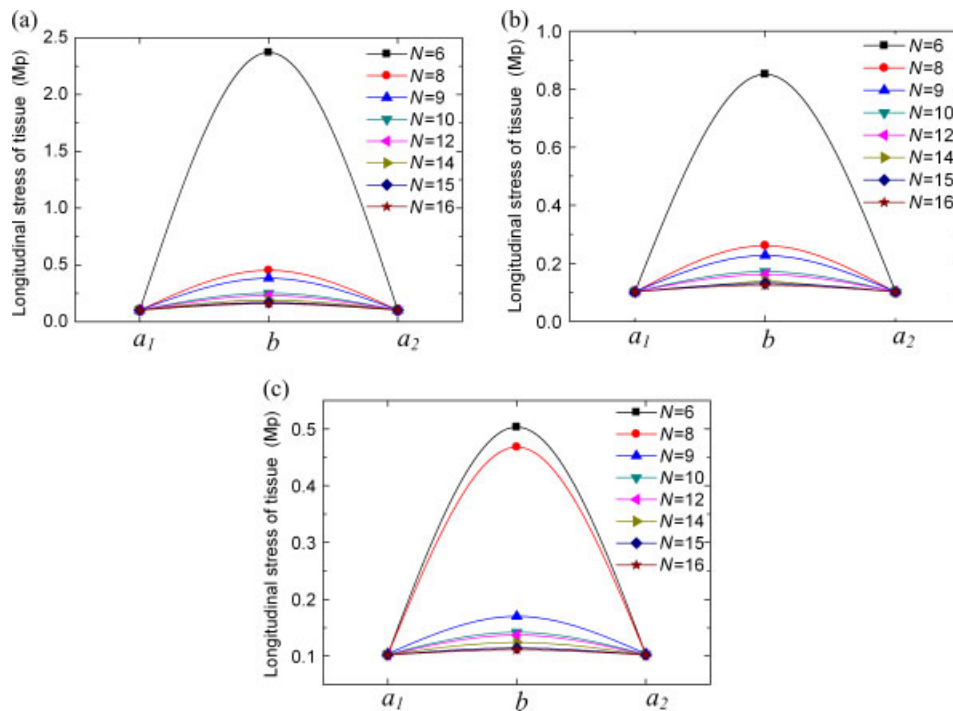 (a)
Longitudinal stress of tissue (Mp)
2.5
2.0
1.5
1.0
0.5
0.0
N=6
N=8
N=9
N=10
N=12
N=14
N=15
N=16
a1
b
a2
(b)
Longitudinal stress of tissue (Mp)
1.0
0.8
0.6
0.4
0.2
0.0
N=6
N=8
N=9
N=10
N=12
N=14
N=15
N=16
a1
b
a2
(c)
Longitudinal stress of tissue (Mp)
0.5
0.4
0.3
0.2
0.1
N=6
N=8
N=9
N=10
N=12
N=14
N=15
N=16
a1
b
a2